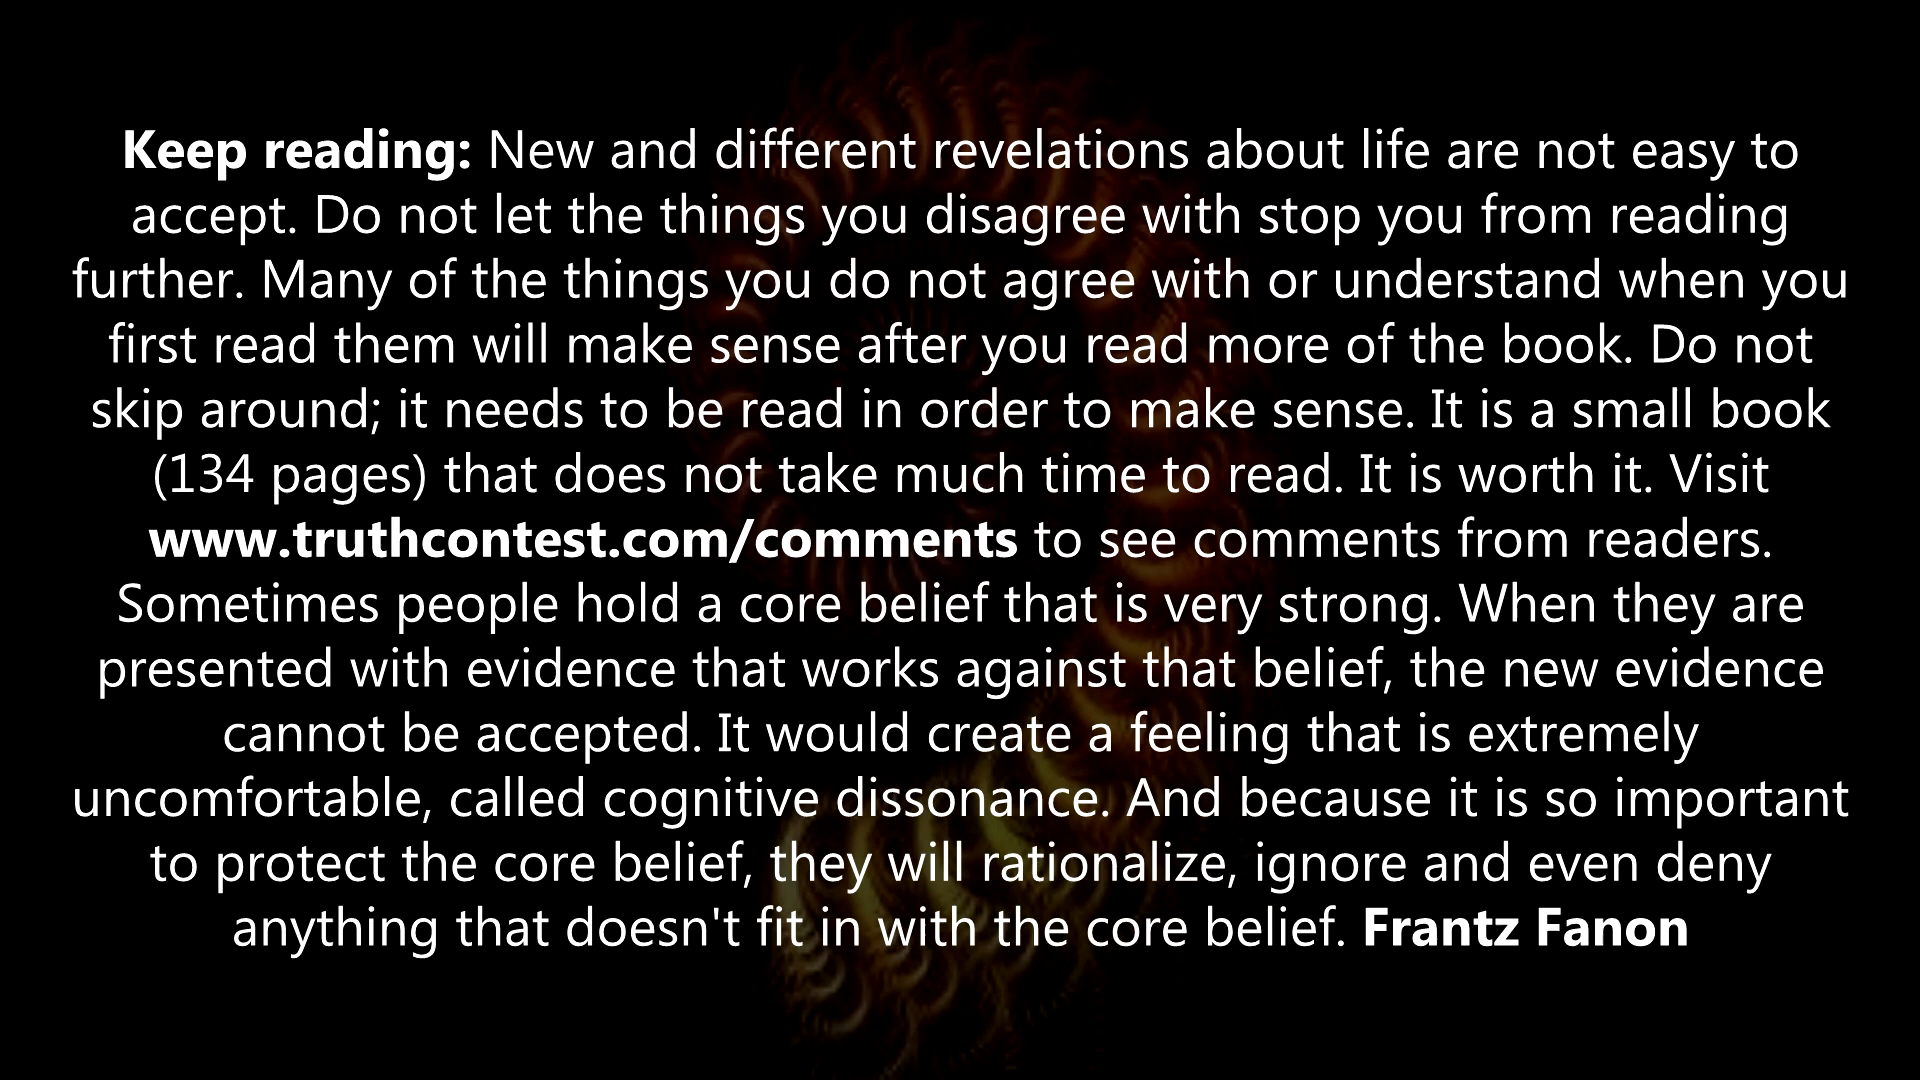 Keep reading: New and different revelations about life are not easy to
accept. Do not let the things you disagree with stop you from reading
further. Many of the things you do not agree with or understand when you
first read them will make sense after you read more of the book. Do not
skip around; it needs to be read in order to make sense. It is a small book
(134 pages) that does not take much time to read. It is worth it. Visit
www.truthcontest.com/comments to see comments from readers.
Sometimes people hold a core belief that is very strong. When they are
presented with evidence that works against that belief, the new evidence
cannot be accepted. It would create a feeling that is extremely
uncomfortable, called cognitive dissonance. And because it is so important
to protect the core belief, they will rationalize, ignore and even deny
anything that doesn't fit in with the core belief. Frantz Fanon